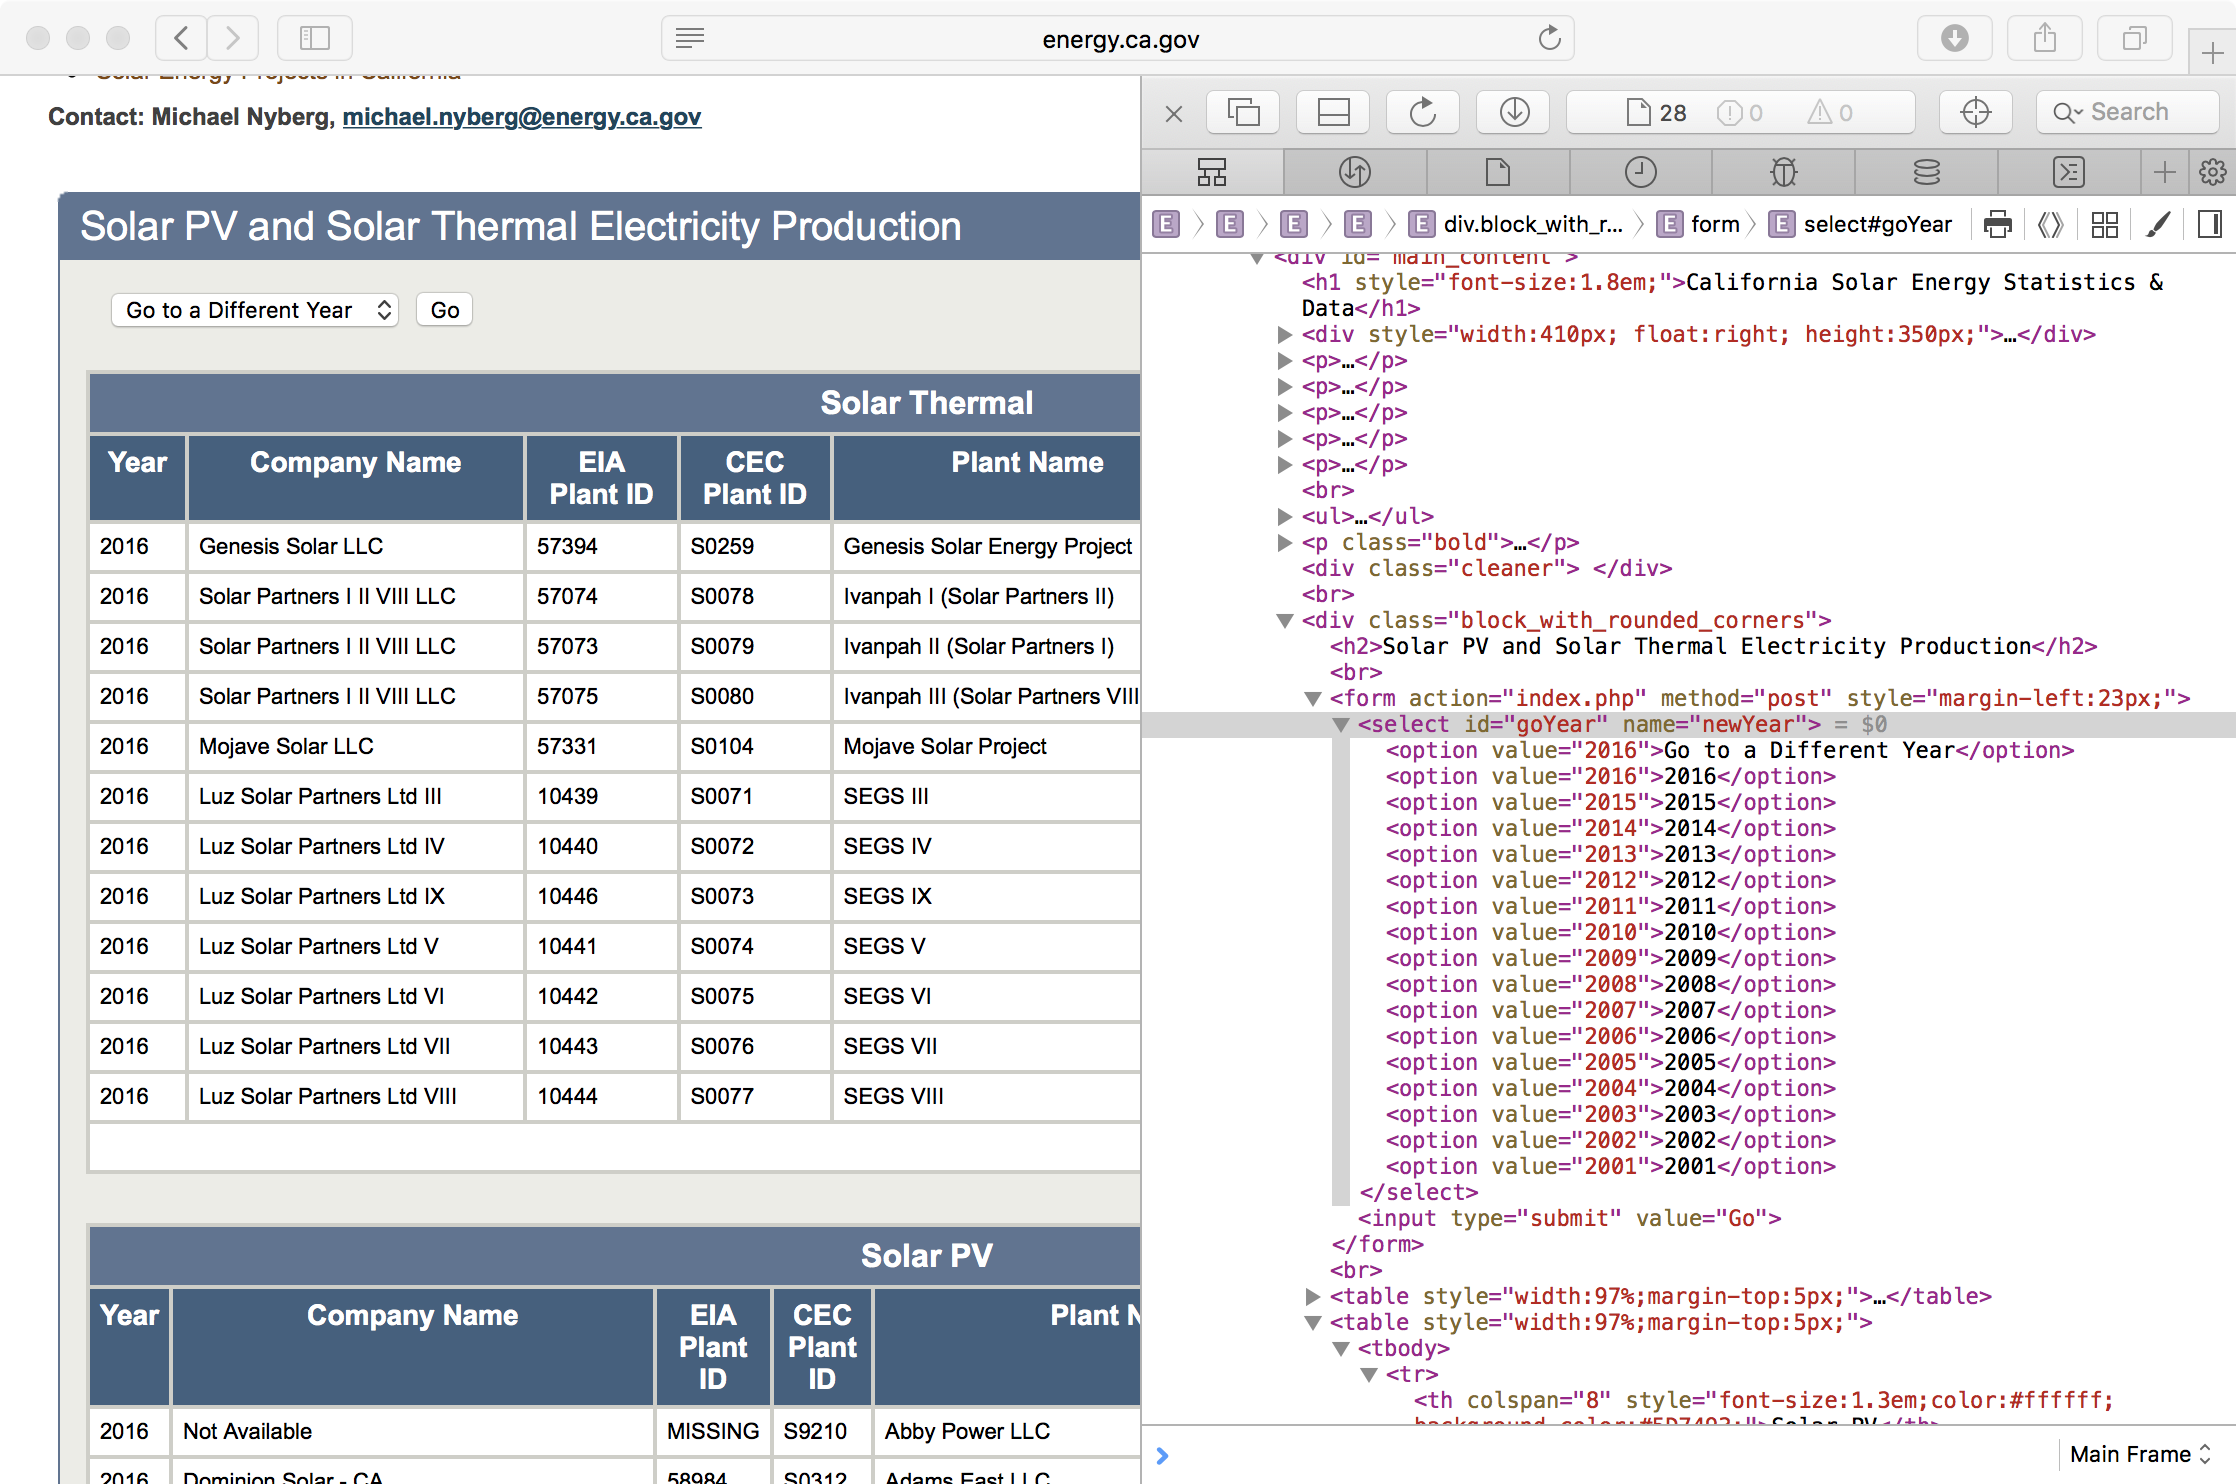 energy.ca.gov
Solar Energy Projects in California
Contact: Michael Nyberg, michael.nyberg@energy.ca.gov
Solar PV and Solar Thermal Electricity Production
Go to a Different Year Go
Solar Thermal
Year Company Name EIA Plant ID CEC Plant ID Plant Name
2016 Genesis Solar LLC 57394 S0259 Genesis Solar Energy Project
2016 Solar Partners I II VIII LLC 57074 S0078 Ivanpah I (Solar Partners II)
2016 Solar Partners I II VIII LLC 57073 S0079 Ivanpah II (Solar Partners I)
2016 Solar Partners I II VIII LLC 57075 S0080 Ivanpah III (Solar Partners VIII
2016 Mojave Solar LLC 57331 S0104 Mojave Solar Project
2016 Luz Solar Partners Ltd III 10439 S0071 SEGS III
2016 Luz Solar Partners Ltd IV 10440 S0072 SEGS IV
2016 Luz Solar Partners Ltd IX 10446 S0073 SEGS IX
2016 Luz Solar Partners Ltd V 10441 S0074 SEGS V
2016 Luz Solar Partners Ltd VI 10442 S0075 SEGS VI
2016 Luz Solar Partners Ltd VII 10443 S0076 SEGS VII
2016 Luz Solar Partners Ltd VIII 10444 S0077 SEGS VIII
Solar PV
Year Company Name EIA Plant ID CEC Plant ID Plant N
2016 Not Available MISSING S9210 Abby Power LLC
2016 Dominion Solar - CA 58984 S0312 Adams East LLC
28 0 0 Search
E E E E E div.block_with_r... E form E select#goYear
<div id="main_content">
<h1 style="font-size:1.8em;">California Solar Energy Statistics &
Data</h1>
<div style="width:410px; float:right; height:350px;">…</div>
<p>…</p>
<p>…</p>
<p>…</p>
<p>…</p>
<p>…</p>
<br>
<ul>…</ul>
<p class="bold">…</p>
<div class="cleaner"> </div>
<br>
<div class="block_with_rounded_corners">
<h2>Solar PV and Solar Thermal Electricity Production</h2>
<br>
<form action="index.php" method="post" style="margin-left:23px;">
<select id="goYear" name="newYear"> = $0
<option value="2016">Go to a Different Year</option>
<option value="2016">2016</option>
<option value="2015">2015</option>
<option value="2014">2014</option>
<option value="2013">2013</option>
<option value="2012">2012</option>
<option value="2011">2011</option>
<option value="2010">2010</option>
<option value="2009">2009</option>
<option value="2008">2008</option>
<option value="2007">2007</option>
<option value="2006">2006</option>
<option value="2005">2005</option>
<option value="2004">2004</option>
<option value="2003">2003</option>
<option value="2002">2002</option>
<option value="2001">2001</option>
</select>
<input type="submit" value="Go">
</form>
<br>
<table style="width:97%;margin-top:5px;">…</table>
<table style="width:97%;margin-top:5px;">
<tbody>
<tr>
<th colspan="8" style="font-size:1.3em;color:#ffffff;
background-color:#5D7493;">Solar PV</th>
Main Frame